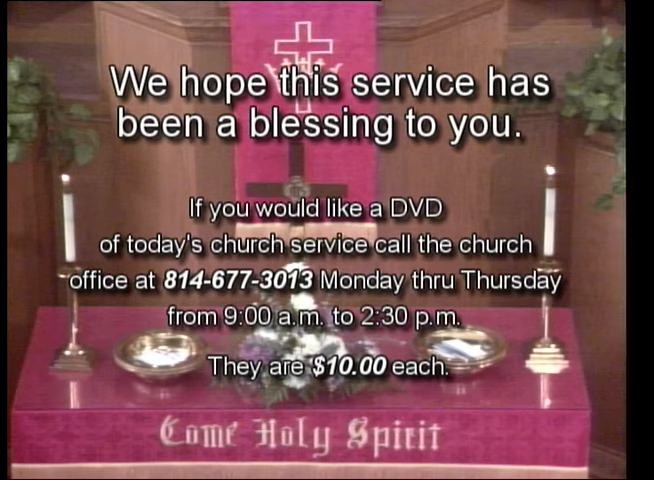 We hope this service has
been a blessing to you.
If you would like a DVD
of today's church service call the church
office at 814-677-3013 Monday thru Thursday
from 9:00 a.m. to 2:30 p.m.
They are $10.00 each.
Come Holy Spirit